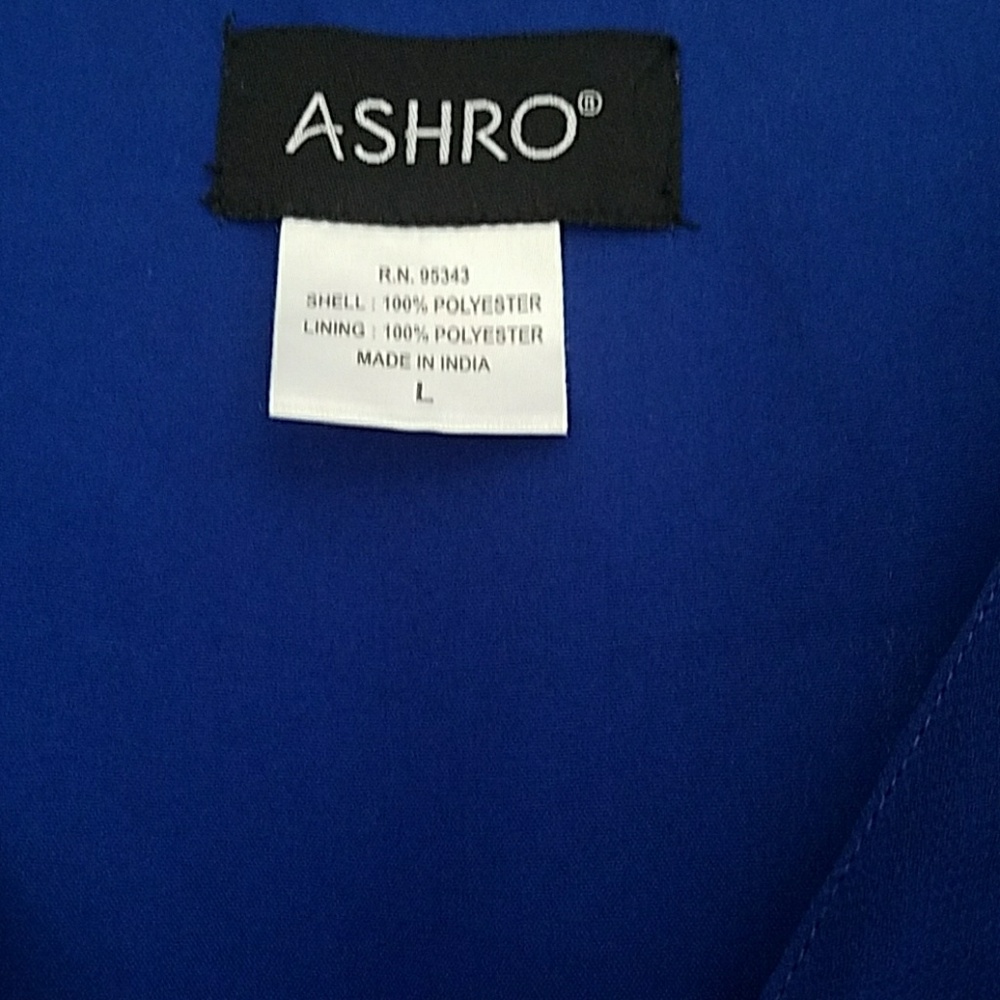 ASHRO®
R.N. 95343
SHELL : 100% POLYESTER
LINING : 100% POLYESTER
MADE IN INDIA
L